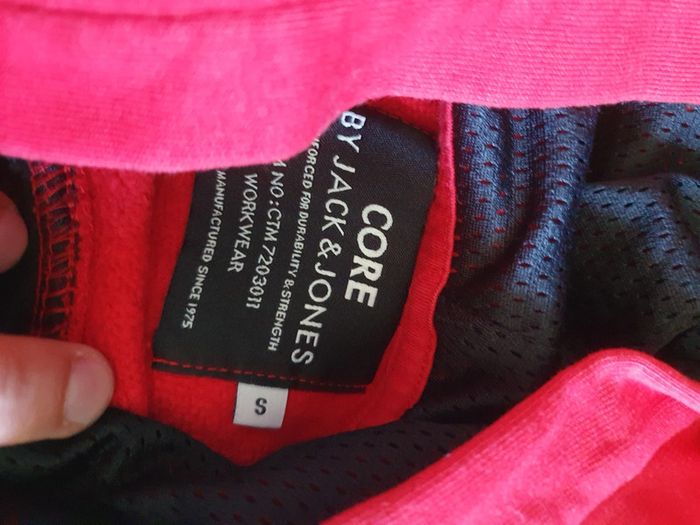 CORE
BY JACK & JONES
FORCED FOR DURABILITY & STRENGTH
M NO: CTM 7203011
WORKWEAR
MANUFACTURED SINCE 1975
S